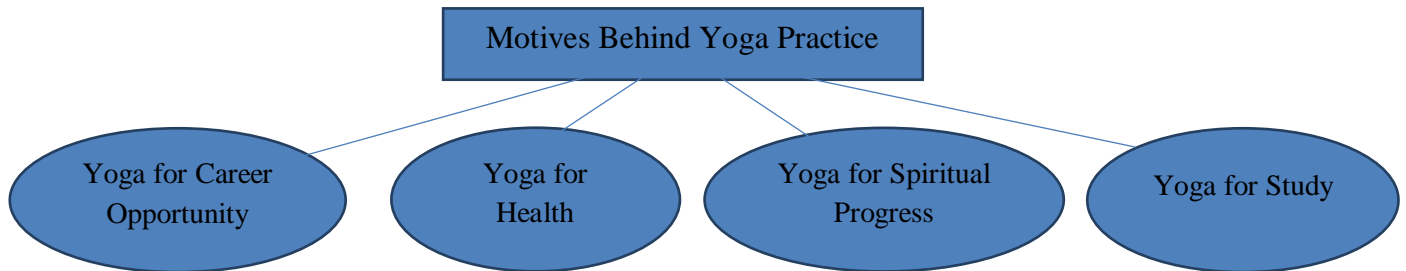 Motives Behind Yoga Practice
Yoga for Career
Opportunity
Yoga for
Health
Yoga for Spiritual
Progress
Yoga for Study